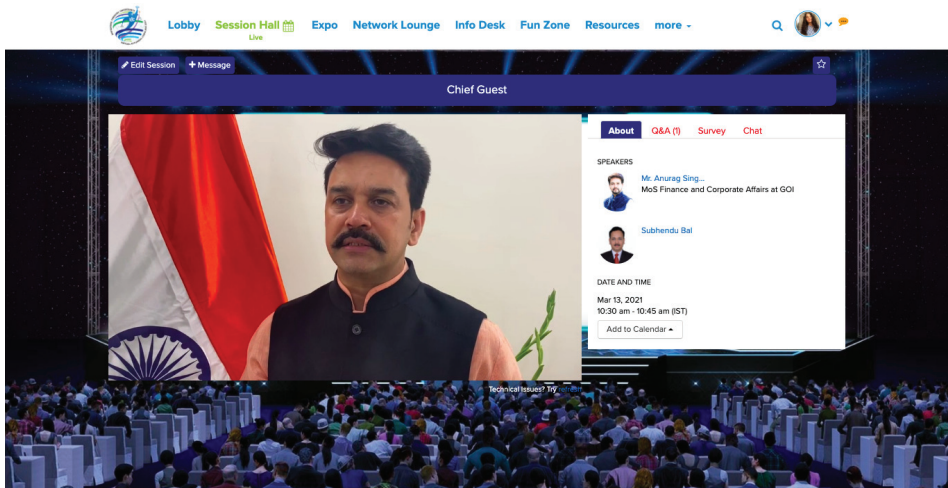 Lobby
Session Hall
Live
Expo
Network Lounge
Info Desk
Fun Zone
Resources
more
Edit Session
+ Message
Chief Guest
About
Q&A (1)
Survey
Chat
SPEAKERS
Mr. Anurag Sing...
MoS Finance and Corporate Affairs at GOI
Subhendu Bal
DATE AND TIME
Mar 13, 2021
10:30 am - 10:45 am (IST)
Add to Calendar
Technical Issues? Try